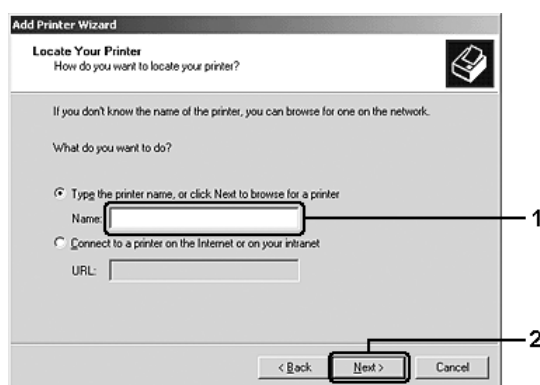 Add Printer Wizard
Locate Your Printer
How do you want to locate your printer?
If you don't know the name of the printer, you can browse for one on the network.
What do you want to do?
Type the printer name, or click Next to browse for a printer
Name:
1
Connect to a printer on the Internet or on your intranet
URL:
2
< Back Next > Cancel